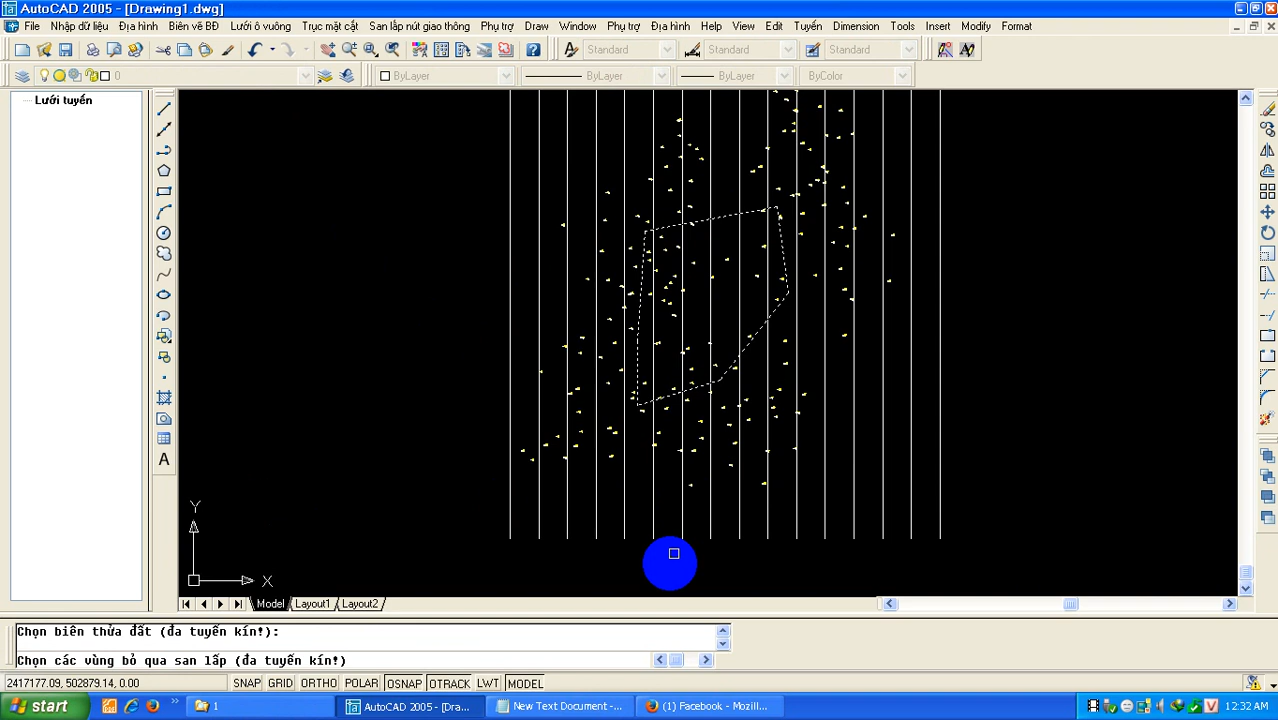 AutoCAD 2005 - [Drawing1.dwg]
File Nhập dữ liệu Địa hình Biên vẽ BĐ Lưới ô vuông Trục mặt cắt San lấp nút giao thông Phụ trợ Draw Window Phụ trợ Địa hình Help View Edit Tuyến Dimension Tools Insert Modify Format
Standard Standard Standard
0 ByLayer ByLayer ByLayer ByColor
Lưới tuyến
A
Y
X
Model Layout1 Layout2
Chọn biên thửa đất (đa tuyến kín!):
Chọn các vùng bỏ qua san lấp (đa tuyến kín!)
2417177.09, 502879.14, 0.00 SNAP GRID ORTHO POLAR OSNAP OTRACK LWT MODEL
start 1 AutoCAD 2005 - [Dra... New Text Document -... (1) Facebook - Mozill... V 12:32 AM